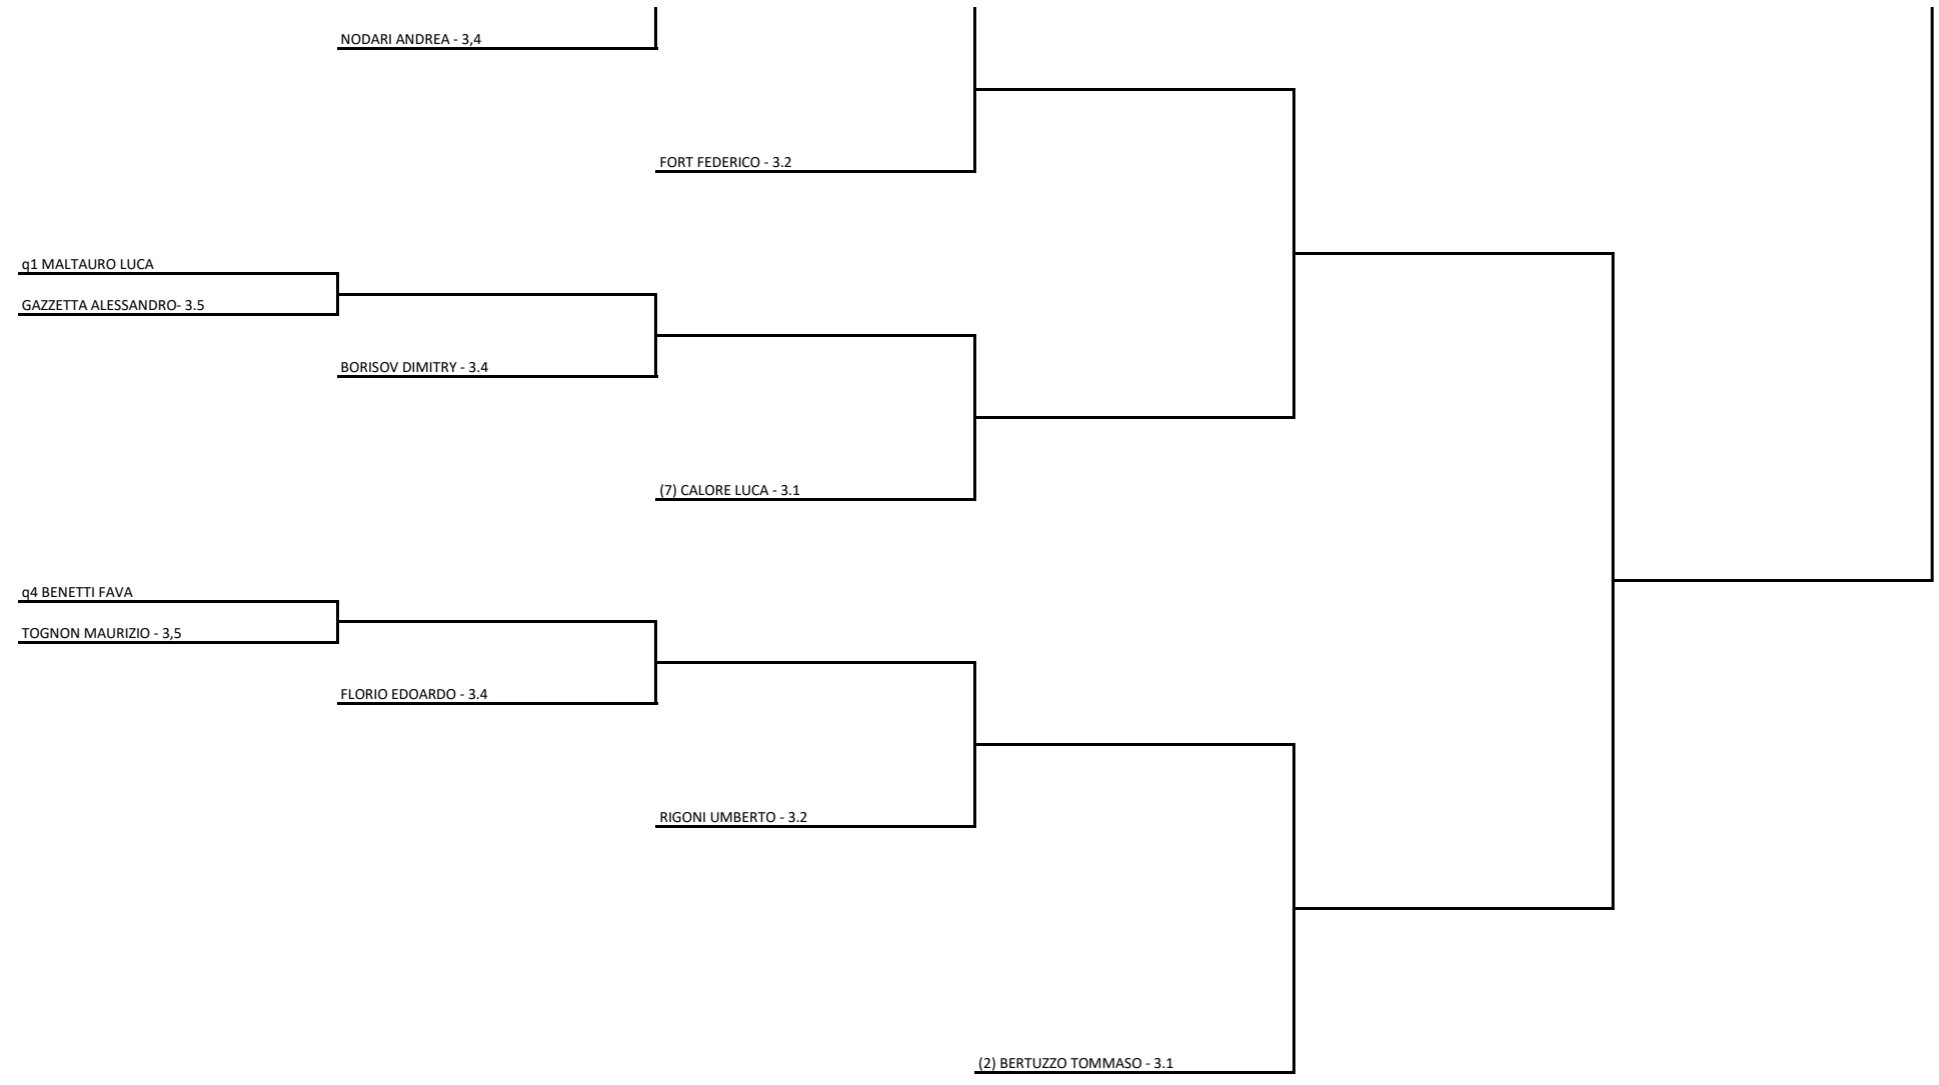 NODARI ANDREA - 3,4
FORT FEDERICO - 3.2
q1 MALTAURO LUCA
GAZZETTA ALESSANDRO- 3.5
BORISOV DIMITRY - 3.4
(7) CALORE LUCA - 3.1
q4 BENETTI FAVA
TOGNON MAURIZIO - 3,5
FLORIO EDOARDO - 3.4
RIGONI UMBERTO - 3.2
(2) BERTUZZO TOMMASO - 3.1